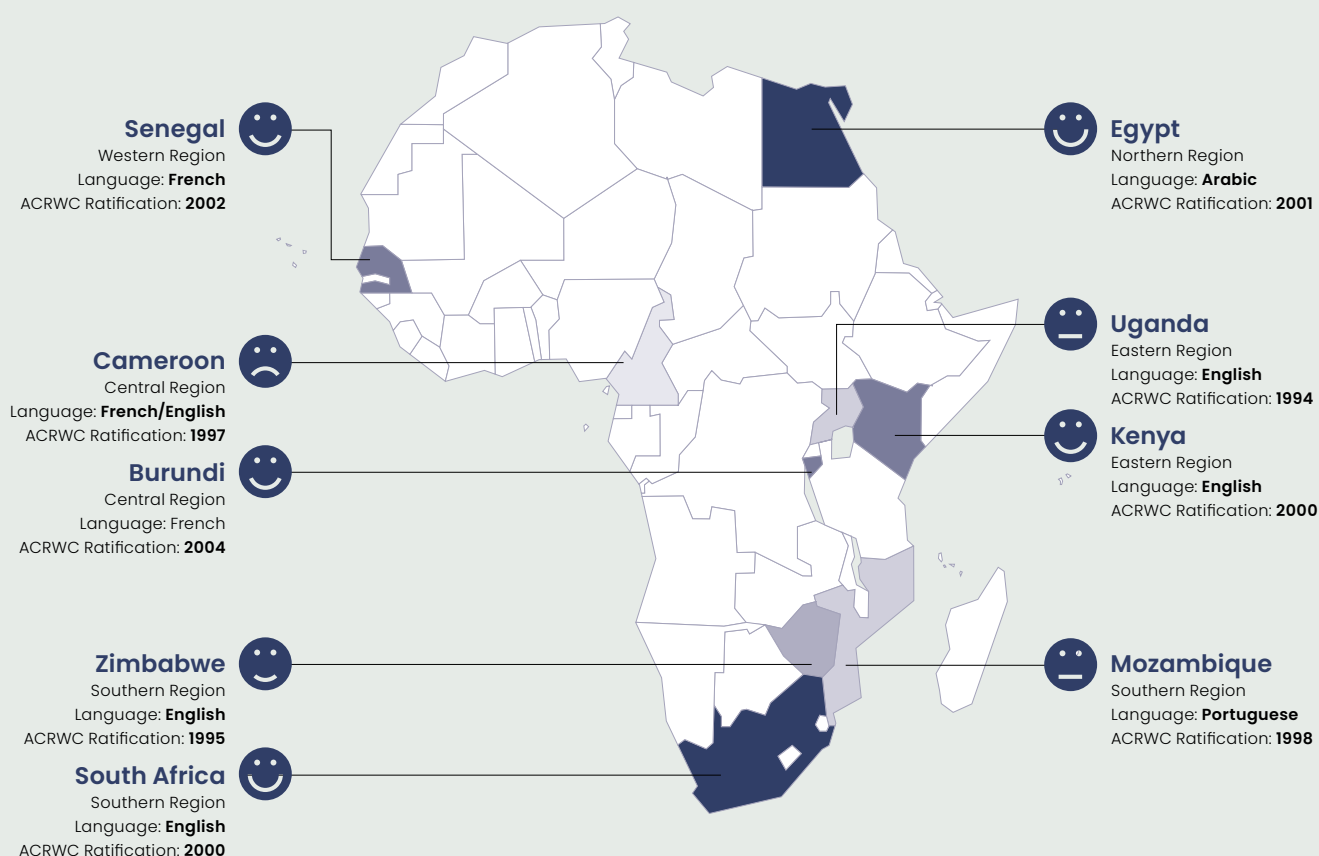 Senegal
Western Region
Language: French
ACRWC Ratification: 2002
Cameroon
Central Region
Language: French/English
ACRWC Ratification: 1997
Burundi
Central Region
Language: French
ACRWC Ratification: 2004
Zimbabwe
Southern Region
Language: English
ACRWC Ratification: 1995
South Africa
Southern Region
Language: English
ACRWC Ratification: 2000
Egypt
Northern Region
Language: Arabic
ACRWC Ratification: 2001
Uganda
Eastern Region
Language: English
ACRWC Ratification: 1994
Kenya
Eastern Region
Language: English
ACRWC Ratification: 2000
Mozambique
Southern Region
Language: Portuguese
ACRWC Ratification: 1998